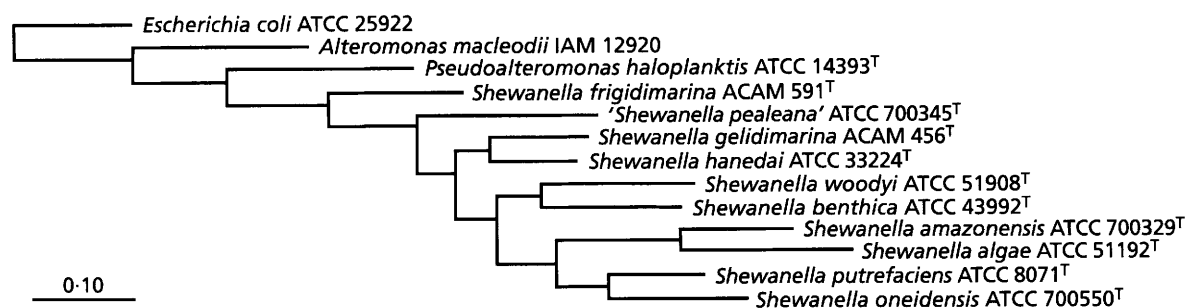 Escherichia coli ATCC 25922
Alteromonas macleodii IAM 12920
Pseudoalteromonas haloplanktis ATCC 14393ᵀ
Shewanella frigidimarina ACAM 591ᵀ
'Shewanella pealeana' ATCC 700345ᵀ
Shewanella gelidimarina ACAM 456ᵀ
Shewanella hanedai ATCC 33224ᵀ
Shewanella woodyi ATCC 51908ᵀ
Shewanella benthica ATCC 43992ᵀ
Shewanella amazonensis ATCC 700329ᵀ
Shewanella algae ATCC 51192ᵀ
Shewanella putrefaciens ATCC 8071ᵀ
Shewanella oneidensis ATCC 700550ᵀ
0·10